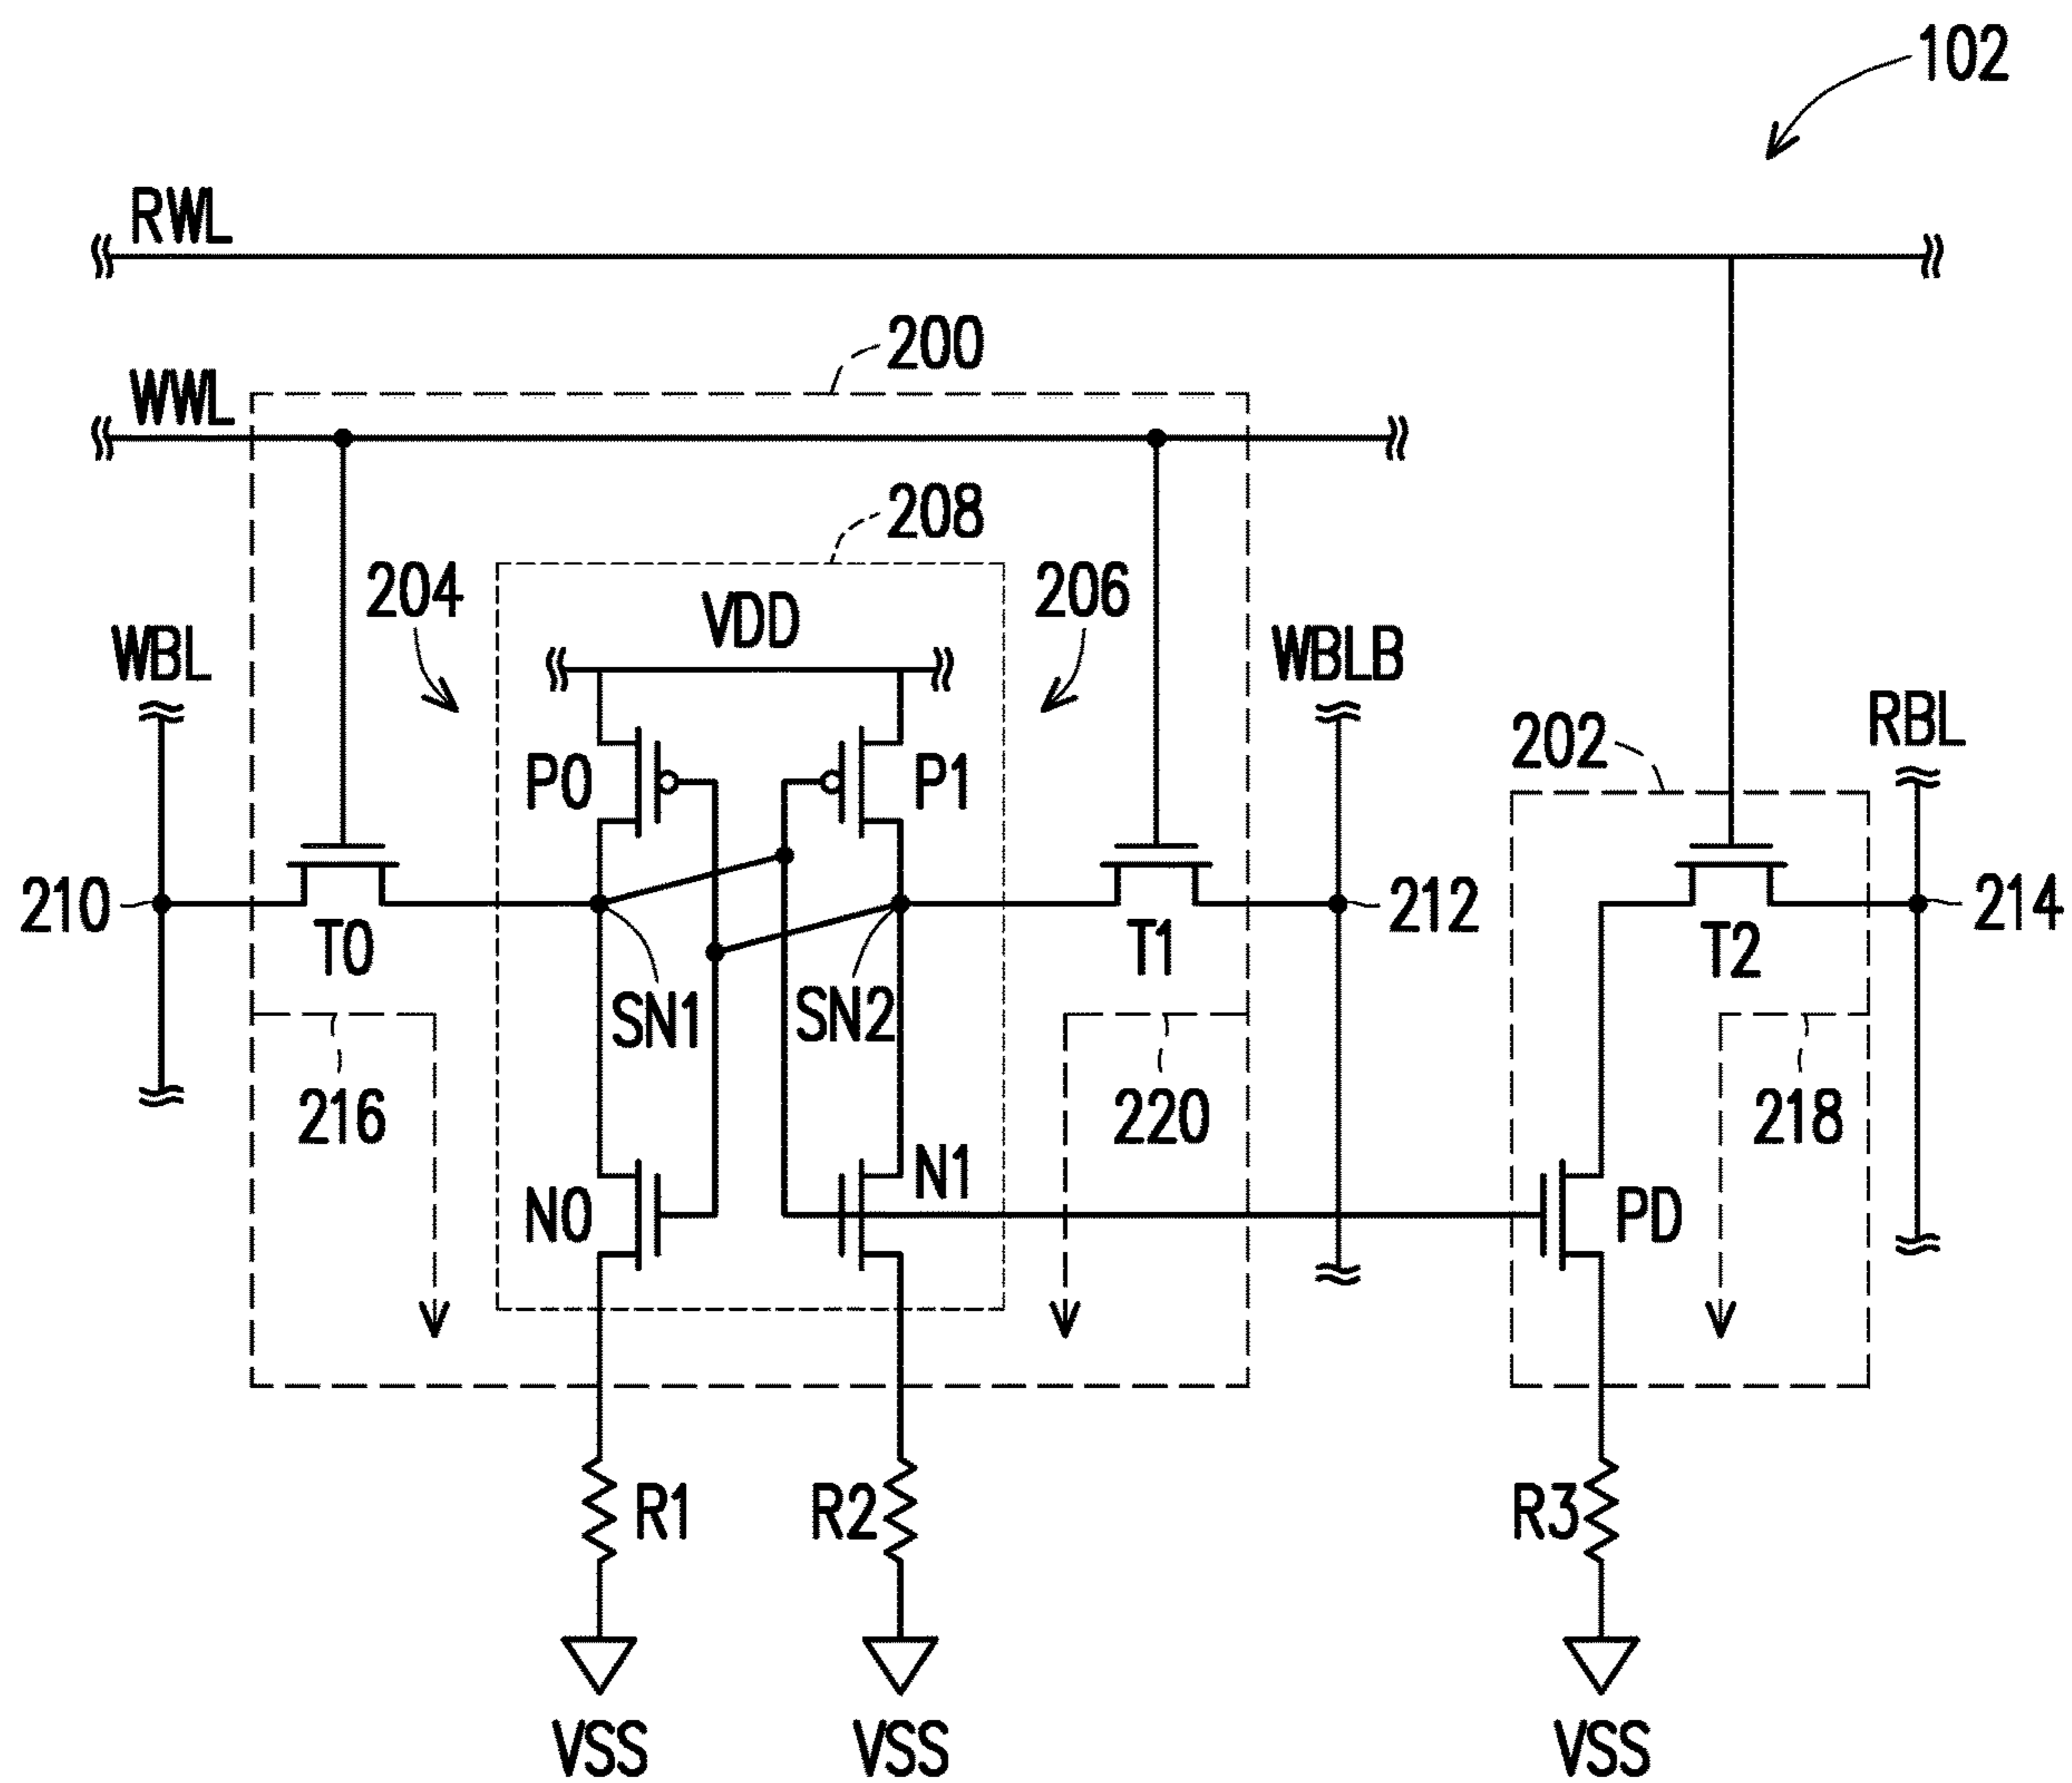 102
RWL
200
WWL
208
204
VDD
206
WBL
WBLB
RBL
202
P0
P1
210
212
214
T0
T1
T2
SN1
SN2
216
220
218
N1
N0
PD
R1
R2
R3
VSS
VSS
VSS